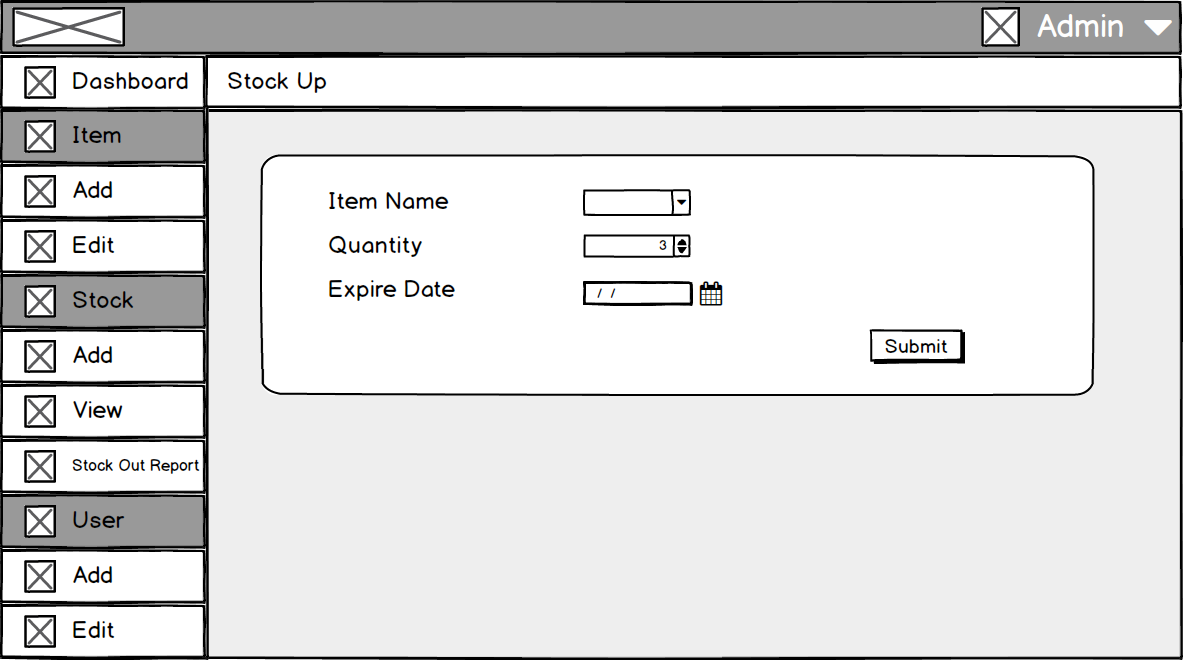 Admin
Dashboard
Stock Up
Item
Add
Edit
Stock
Add
View
Stock Out Report
User
Add
Edit
Item Name
Quantity
3
Expire Date
/ /
Submit